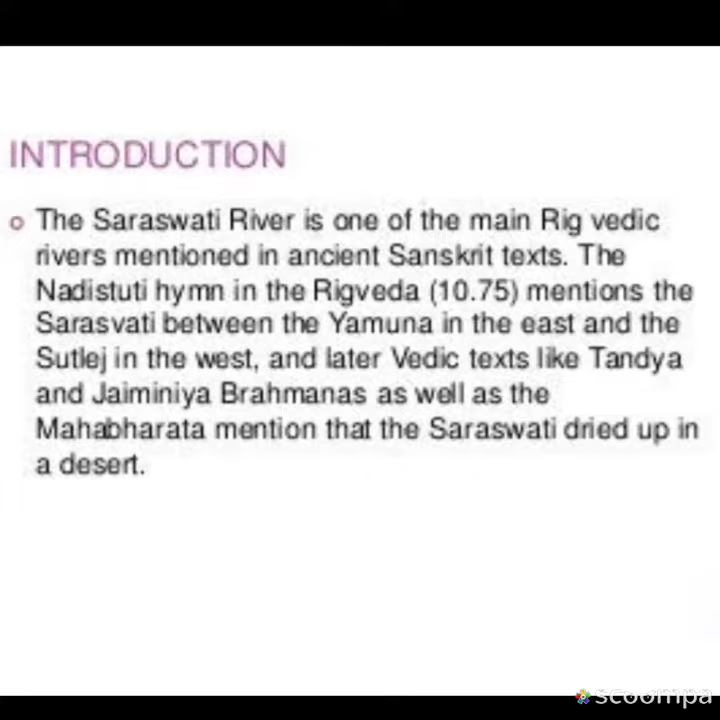 INTRODUCTION
The Saraswati River is one of the main Rig vedic
rivers mentioned in ancient Sanskrit texts. The
Nadistuti hymn in the Rigveda (10.75) mentions the
Sarasvati between the Yamuna in the east and the
Sutlej in the west, and later Vedic texts like Tandya
and Jaiminiya Brahmanas as well as the
Mahabharata mention that the Saraswati dried up in
a desert.
scoompa